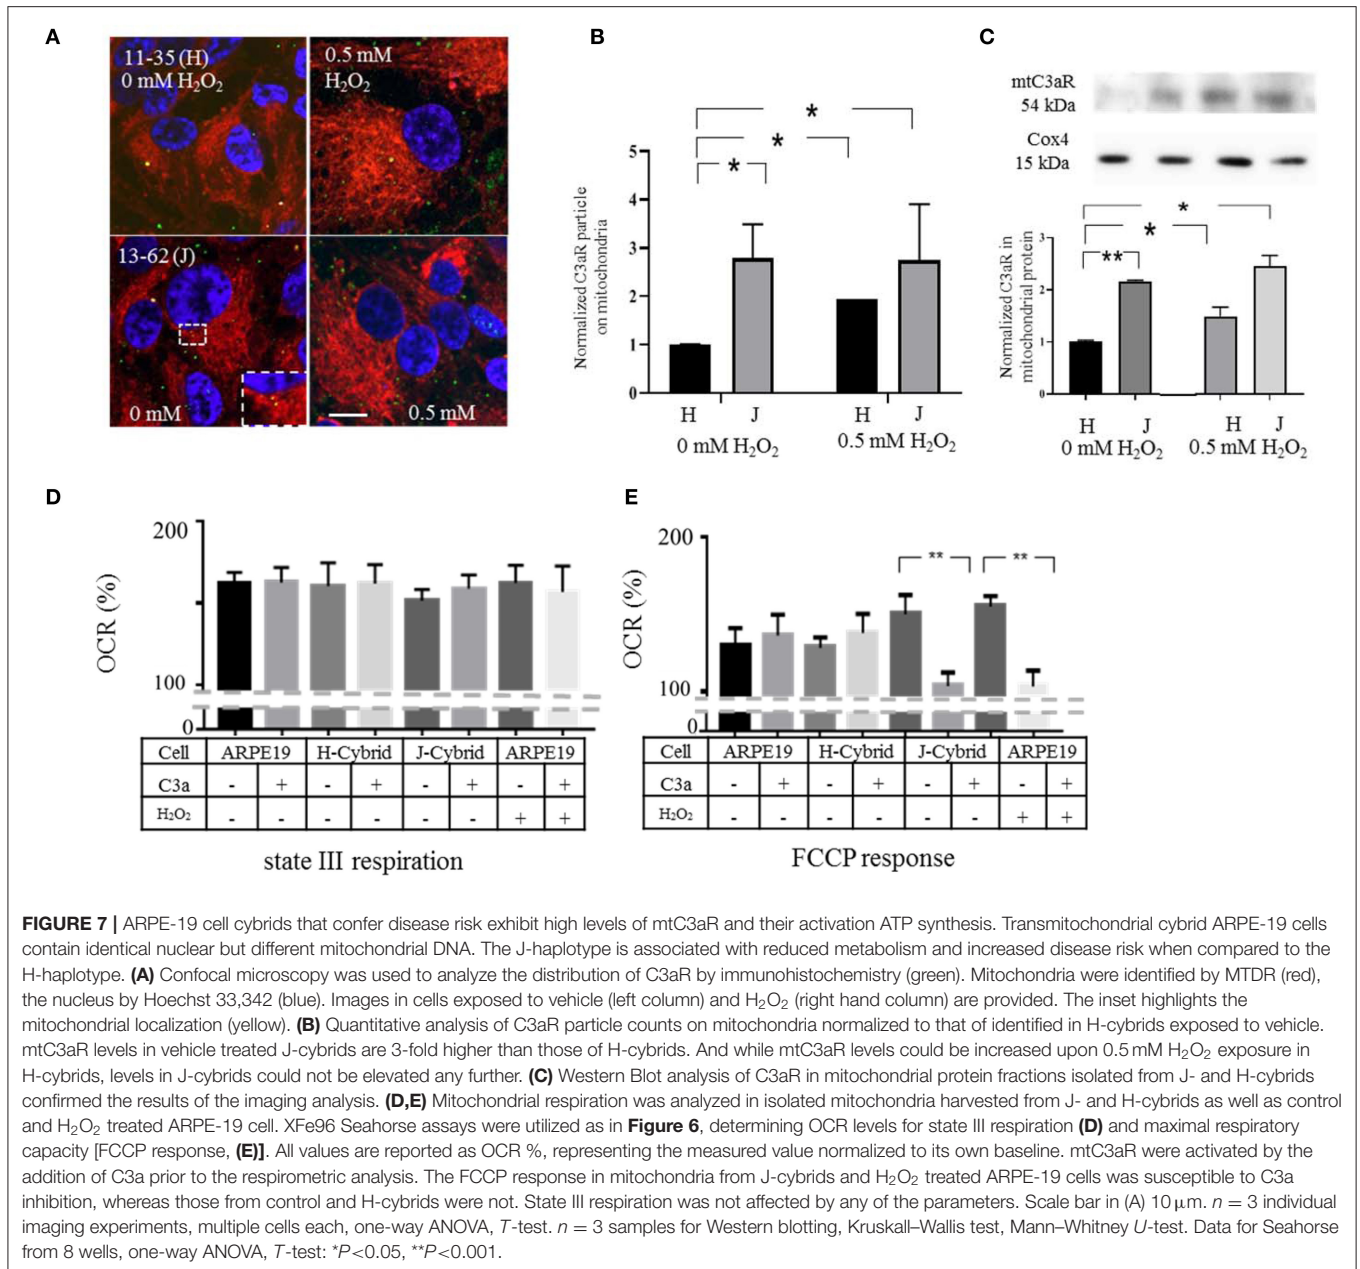 A
11-35 (H)
0 mM H₂O₂
0.5 mM
H₂O₂
13-62 (J)
0 mM
0.5 mM
B
Normalized C3aR particle
on mitochondria
5
4
3
2
1
0
*
*
*
H
J
H
J
0 mM H₂O₂
0.5 mM H₂O₂
C
mtC3aR
54 kDa
Cox4
15 kDa
Normalized C3aR in
mitochondrial protein
3
2
1
0
*
*
**
H
J
H
J
0 mM H₂O₂
0.5 mM H₂O₂
D
OCR (%)
200
100
0
Cell ARPE19 H-Cybrid J-Cybrid ARPE19
C3a - + - + - + - +
H₂O₂ - - - - - - + +
state III respiration
E
OCR (%)
200
100
0
** **
Cell ARPE19 H-Cybrid J-Cybrid ARPE19
C3a - + - + - + - +
H₂O₂ - - - - - - + +
FCCP response
FIGURE 7 | ARPE-19 cell cybrids that confer disease risk exhibit high levels of mtC3aR and their activation ATP synthesis. Transmitochondrial cybrid ARPE-19 cells
contain identical nuclear but different mitochondrial DNA. The J-haplotype is associated with reduced metabolism and increased disease risk when compared to the
H-haplotype. (A) Confocal microscopy was used to analyze the distribution of C3aR by immunohistochemistry (green). Mitochondria were identified by MTDR (red),
the nucleus by Hoechst 33,342 (blue). Images in cells exposed to vehicle (left column) and H₂O₂ (right hand column) are provided. The inset highlights the
mitochondrial localization (yellow). (B) Quantitative analysis of C3aR particle counts on mitochondria normalized to that of identified in H-cybrids exposed to vehicle.
mtC3aR levels in vehicle treated J-cybrids are 3-fold higher than those of H-cybrids. And while mtC3aR levels could be increased upon 0.5 mM H₂O₂ exposure in
H-cybrids, levels in J-cybrids could not be elevated any further. (C) Western Blot analysis of C3aR in mitochondrial protein fractions isolated from J- and H-cybrids
confirmed the results of the imaging analysis. (D,E) Mitochondrial respiration was analyzed in isolated mitochondria harvested from J- and H-cybrids as well as control
and H₂O₂ treated ARPE-19 cell. XFe96 Seahorse assays were utilized as in Figure 6, determining OCR levels for state III respiration (D) and maximal respiratory
capacity [FCCP response, (E)]. All values are reported as OCR %, representing the measured value normalized to its own baseline. mtC3aR were activated by the
addition of C3a prior to the respirometric analysis. The FCCP response in mitochondria from J-cybrids and H₂O₂ treated ARPE-19 cells was susceptible to C3a
inhibition, whereas those from control and H-cybrids were not. State III respiration was not affected by any of the parameters. Scale bar in (A) 10 μm. n = 3 individual
imaging experiments, multiple cells each, one-way ANOVA, T-test. n = 3 samples for Western blotting, Kruskall–Wallis test, Mann–Whitney U-test. Data for Seahorse
from 8 wells, one-way ANOVA, T-test: *P<0.05, **P<0.001.